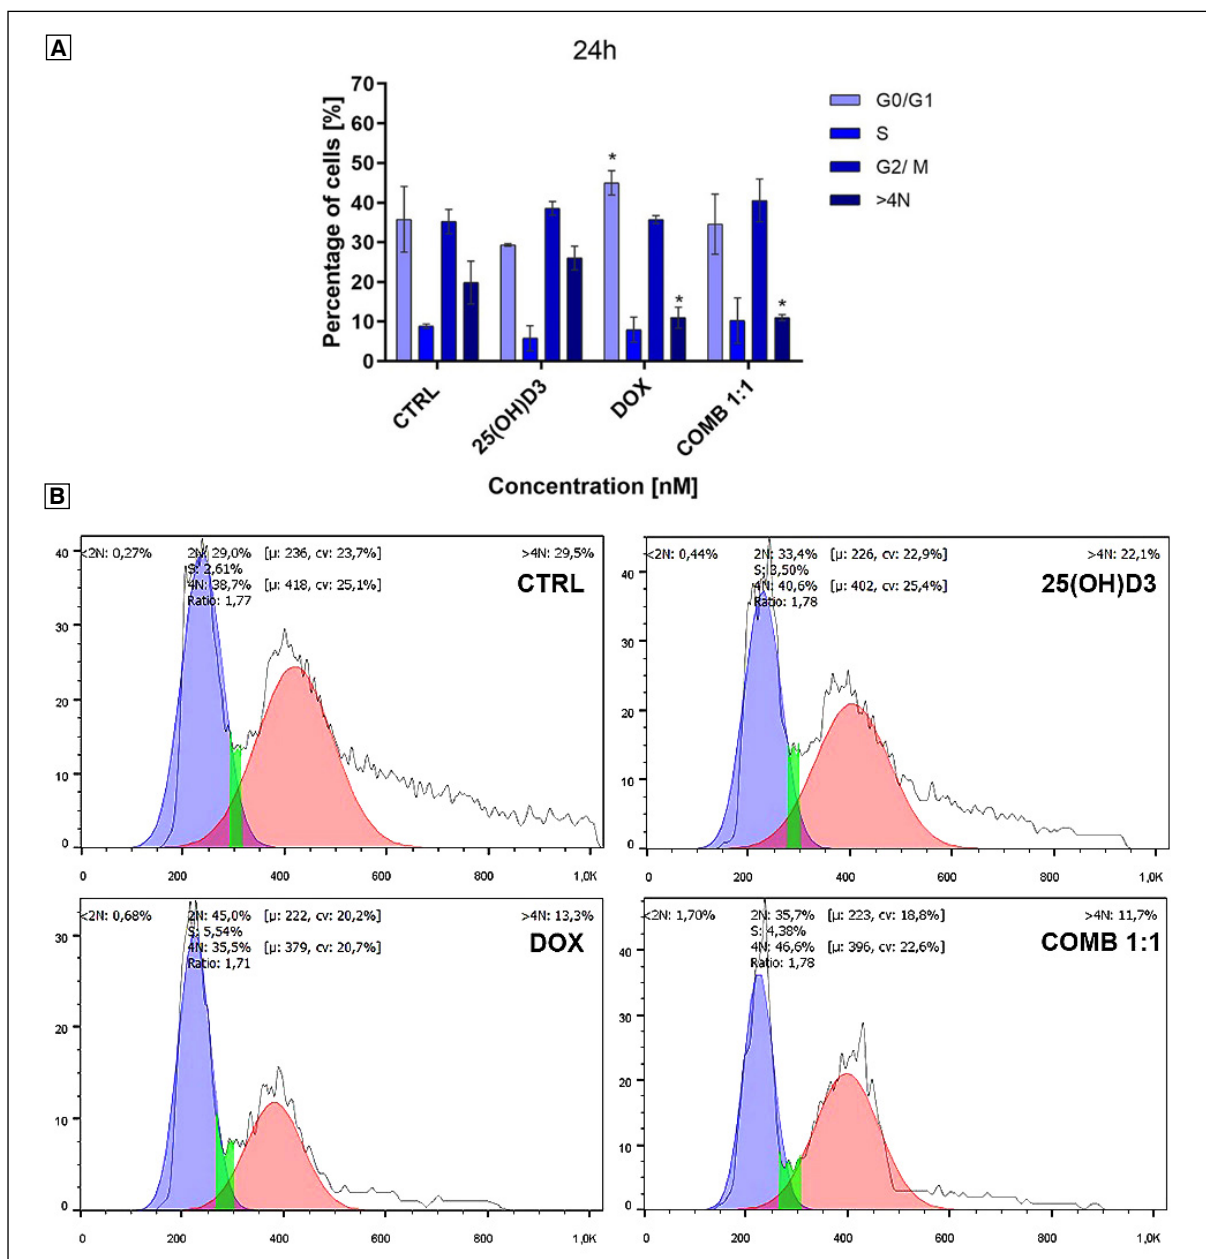 A
24h
Percentage of cells [%]
70
60
50
40
30
20
10
0
*
*
*
G0/G1
S
G2/ M
>4N
CTRL
25(OH)D3
DOX
COMB 1:1
Concentration [nM]
B
<2N: 0,27% 2N: 29,0% [μ: 236, cv: 23,7%] >4N: 29,5%
S: 2,61%
4N: 38,7% [μ: 418, cv: 25,1%]
Ratio: 1,77
CTRL
40
30
20
10
0
0 200 400 600 800 1,0K
<2N: 0,44% 2N: 33,4% [μ: 226, cv: 22,9%] >4N: 22,1%
S: 3,50%
4N: 40,6% [μ: 402, cv: 25,4%]
Ratio: 1,78
25(OH)D3
40
30
20
10
0
0 200 400 600 800 1,0K
<2N: 0,68% 2N: 45,0% [μ: 222, cv: 20,2%] >4N: 13,3%
S: 5,54%
4N: 35,5% [μ: 379, cv: 20,7%]
Ratio: 1,71
DOX
30
20
10
0
0 200 400 600 800 1,0K
<2N: 1,70% 2N: 35,7% [μ: 223, cv: 18,8%] >4N: 11,7%
S: 4,38%
4N: 46,6% [μ: 396, cv: 22,6%]
Ratio: 1,78
COMB 1:1
40
30
20
10
0
0 200 400 600 800 1,0K